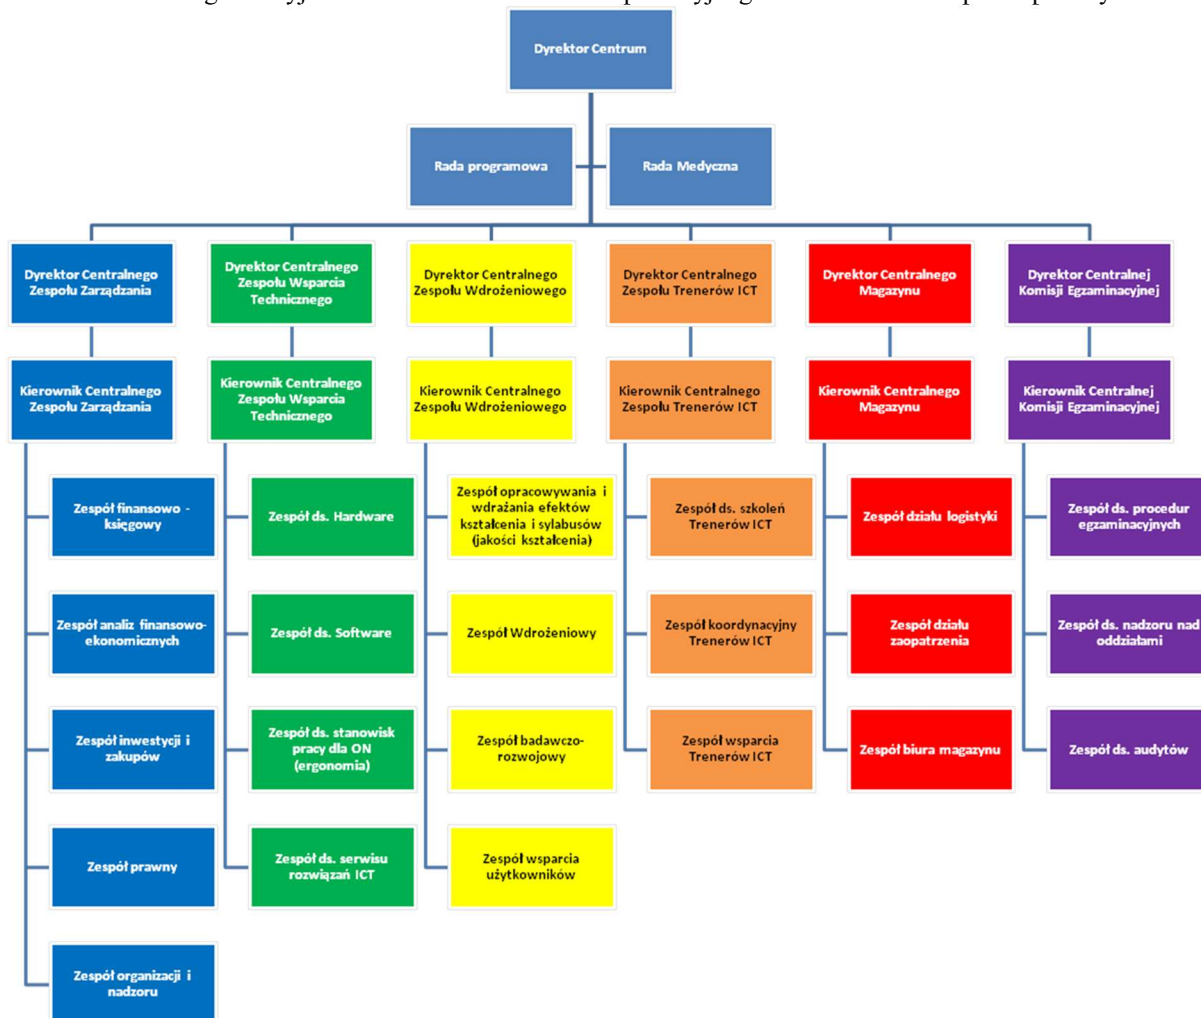 Dyrektor Centrum
Rada programowa
Rada Medyczna
Dyrektor Centralnego
Zespołu Zarządzania
Dyrektor Centralnego
Zespołu Wsparcia
Technicznego
Dyrektor Centralnego
Zespołu Wdrożeniowego
Dyrektor Centralnego
Zespołu Trenerów ICT
Dyrektor Centralnego
Magazynu
Dyrektor Centralnej
Komisji Egzaminacyjnej
Kierownik Centralnego
Zespołu Zarządzania
Kierownik Centralnego
Zespołu Wsparcia
Technicznego
Kierownik Centralnego
Zespołu Wdrożeniowego
Kierownik Centralnego
Zespołu Trenerów ICT
Kierownik Centralnego
Magazynu
Kierownik Centralnej
Komisji Egzaminacyjnej
Zespół finansowo -
księgowy
Zespół ds. Hardware
Zespół opracowywania i
wdrażania efektów
kształcenia i sylabusów
(jakości kształcenia)
Zespół ds. szkoleń
Trenerów ICT
Zespół działu logistyki
Zespół ds. procedur
egzaminacyjnych
Zespół analiz finansowo-
ekonomicznych
Zespół ds. Software
Zespół Wdrożeniowy
Zespół koordynacyjny
Trenerów ICT
Zespół działu
zaopatrzenia
Zespół ds. nadzoru nad
oddziałami
Zespół inwestycji i
zakupów
Zespół ds. stanowisk
pracy dla ON
(ergonomia)
Zespół badawczo-
rozwojowy
Zespół wsparcia
Trenerów ICT
Zespół biura magazynu
Zespół ds. audytów
Zespół prawny
Zespół ds. serwisu
rozwiązań ICT
Zespół wsparcia
użytkowników
Zespół organizacji i
nadzoru